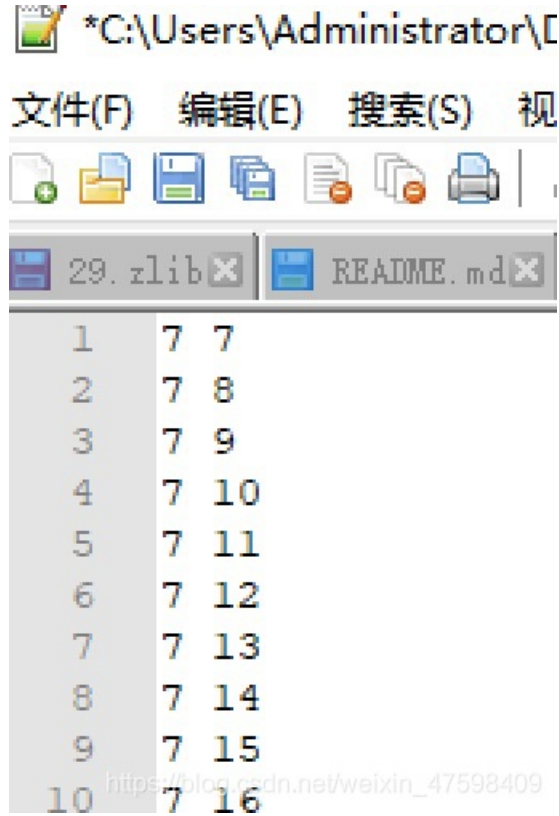 *C:\Users\Administrator\D
文件(F) 编辑(E) 搜索(S) 视
29.zlib README.md
1 7 7
2 7 8
3 7 9
4 7 10
5 7 11
6 7 12
7 7 13
8 7 14
9 7 15
https://blog.csdn.net/weixin_47598409
10 7 16